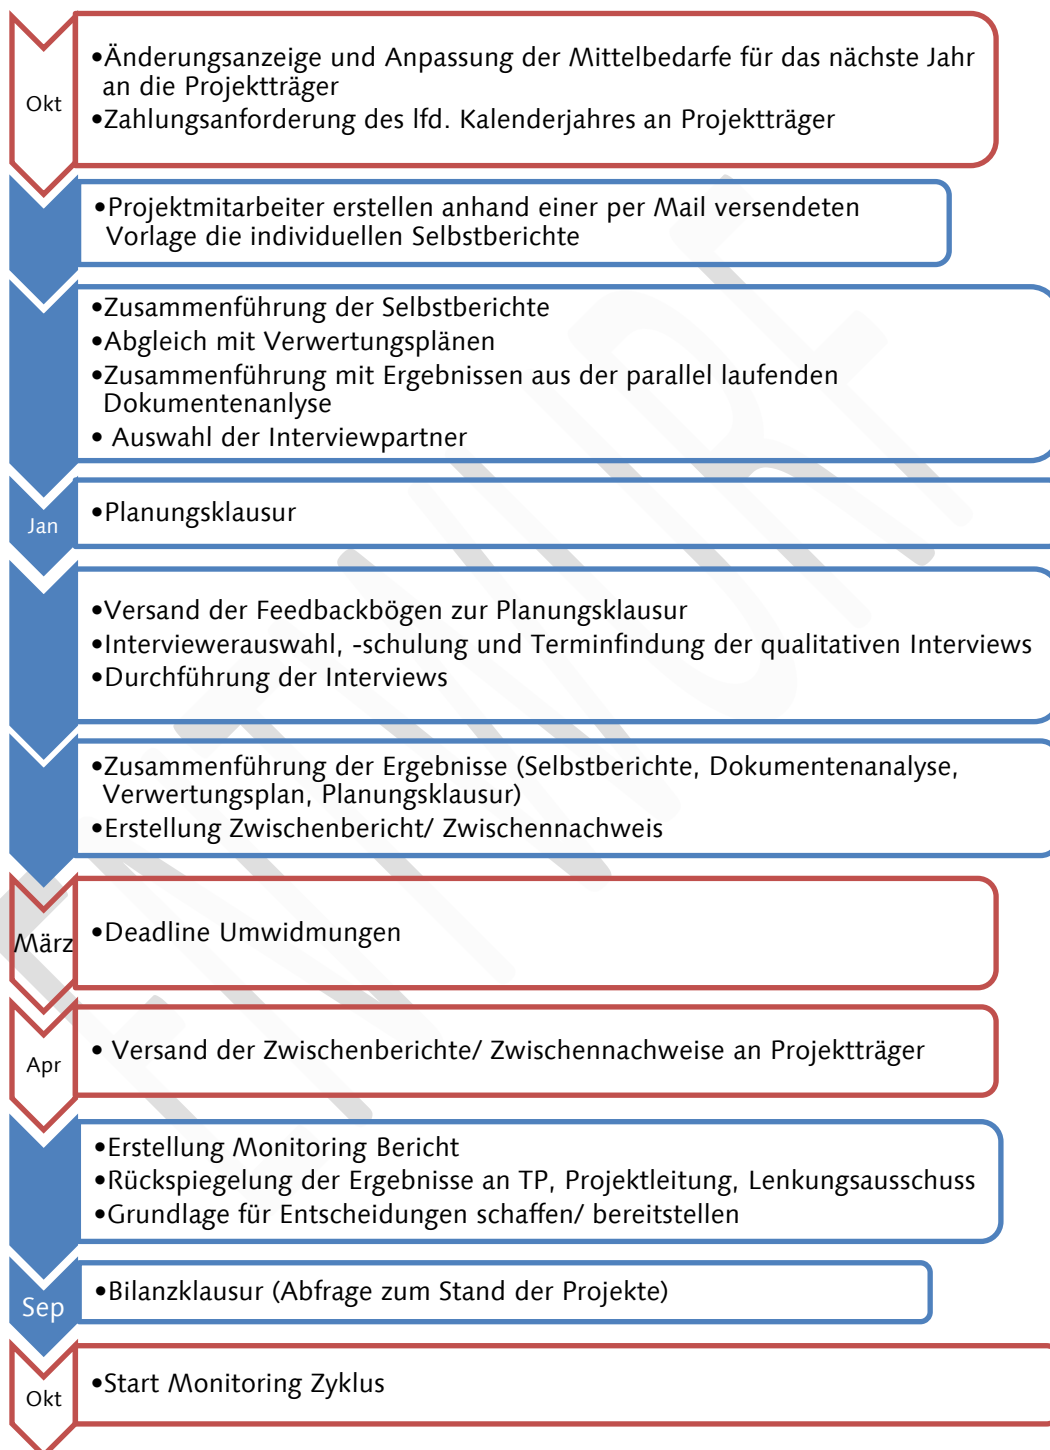 Okt
•Änderungsanzeige und Anpassung der Mittelbedarfe für das nächste Jahr
an die Projektträger
•Zahlungsanforderung des lfd. Kalenderjahres an Projektträger
•Projektmitarbeiter erstellen anhand einer per Mail versendeten
Vorlage die individuellen Selbstberichte
•Zusammenführung der Selbstberichte
•Abgleich mit Verwertungsplänen
•Zusammenführung mit Ergebnissen aus der parallel laufenden
Dokumentenanlyse
• Auswahl der Interviewpartner
Jan
•Planungsklausur
•Versand der Feedbackbögen zur Planungsklausur
•Interviewerauswahl, -schulung und Terminfindung der qualitativen Interviews
•Durchführung der Interviews
•Zusammenführung der Ergebnisse (Selbstberichte, Dokumentenanalyse,
Verwertungsplan, Planungsklausur)
•Erstellung Zwischenbericht/ Zwischennachweis
März
•Deadline Umwidmungen
Apr
• Versand der Zwischenberichte/ Zwischennachweise an Projektträger
•Erstellung Monitoring Bericht
•Rückspiegelung der Ergebnisse an TP, Projektleitung, Lenkungsausschuss
•Grundlage für Entscheidungen schaffen/ bereitstellen
Sep
•Bilanzklausur (Abfrage zum Stand der Projekte)
Okt
•Start Monitoring Zyklus
ENTWURF